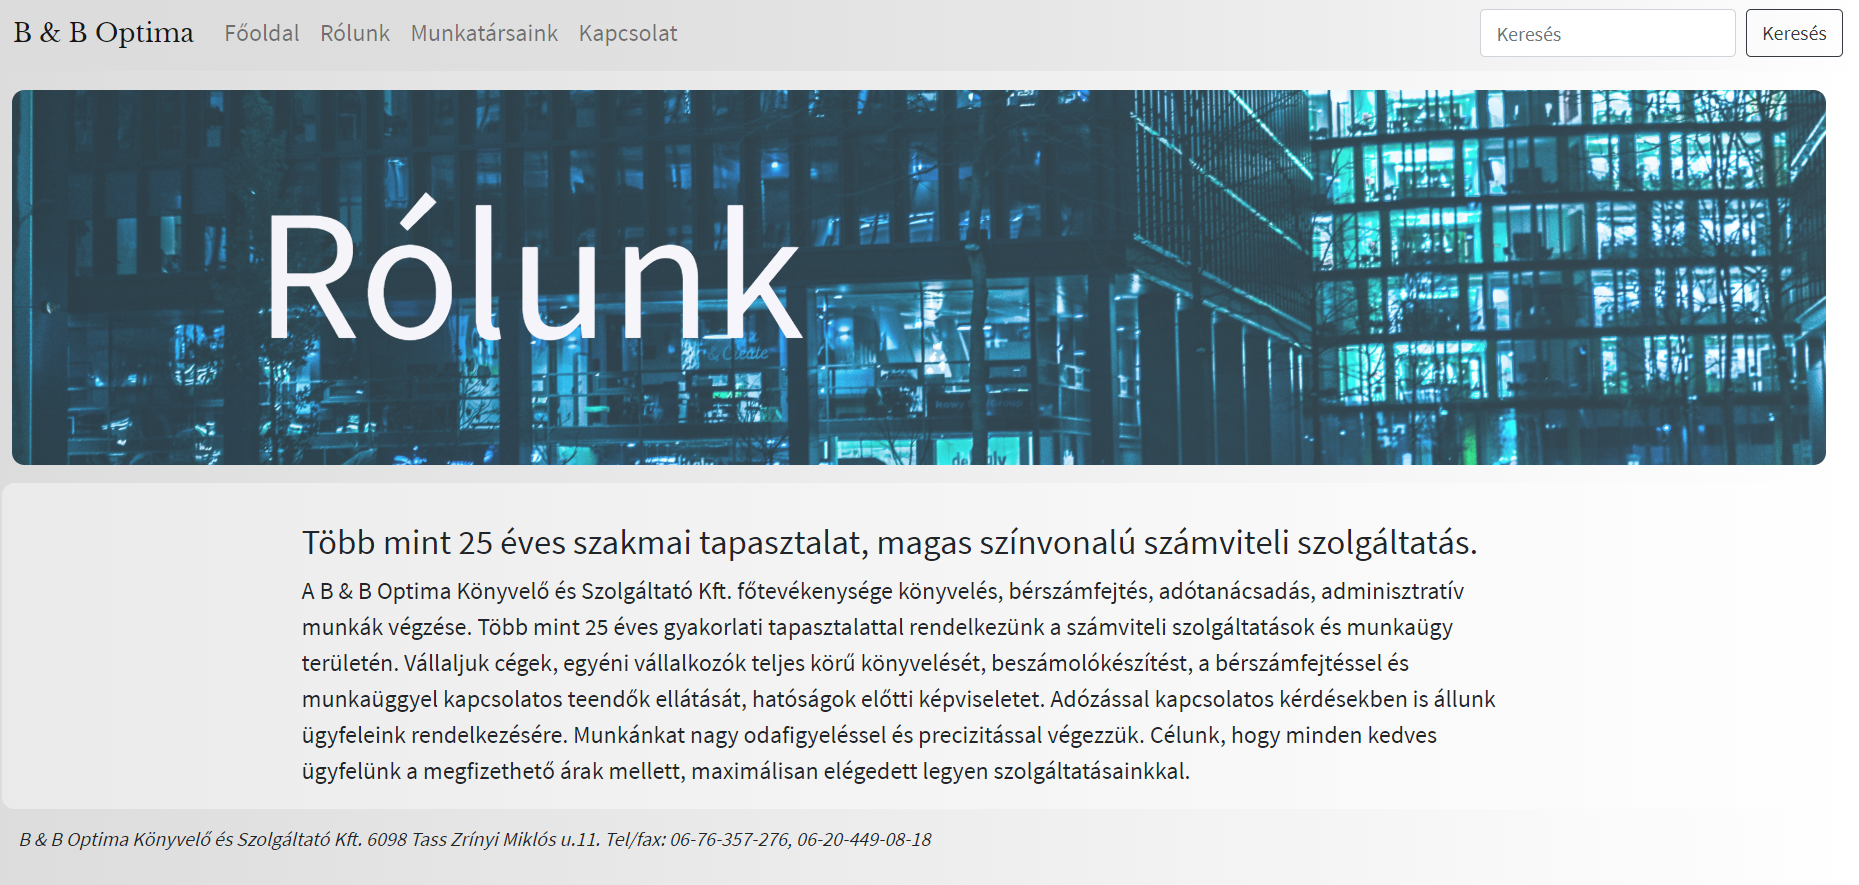 B & B Optima Főoldal Rólunk Munkatársaink Kapcsolat Keresés Keresés
Rólunk
& Create
Több mint 25 éves szakmai tapasztalat, magas színvonalú számviteli szolgáltatás.
A B & B Optima Könyvelő és Szolgáltató Kft. főtevékenysége könyvelés, bérszámfejtés, adótanácsadás, adminisztratív
munkák végzése. Több mint 25 éves gyakorlati tapasztalattal rendelkezünk a számviteli szolgáltatások és munkaügy
területén. Vállaljuk cégek, egyéni vállalkozók teljes körű könyvelését, beszámolókészítést, a bérszámfejtéssel és
munkaüggyel kapcsolatos teendők ellátását, hatóságok előtti képviseletet. Adózással kapcsolatos kérdésekben is állunk
ügyfeleink rendelkezésére. Munkánkat nagy odafigyeléssel és precizitással végezzük. Célunk, hogy minden kedves
ügyfelünk a megfizethető árak mellett, maximálisan elégedett legyen szolgáltatásainkkal.
B & B Optima Könyvelő és Szolgáltató Kft. 6098 Tass Zrínyi Miklós u.11. Tel/fax: 06-76-357-276, 06-20-449-08-18